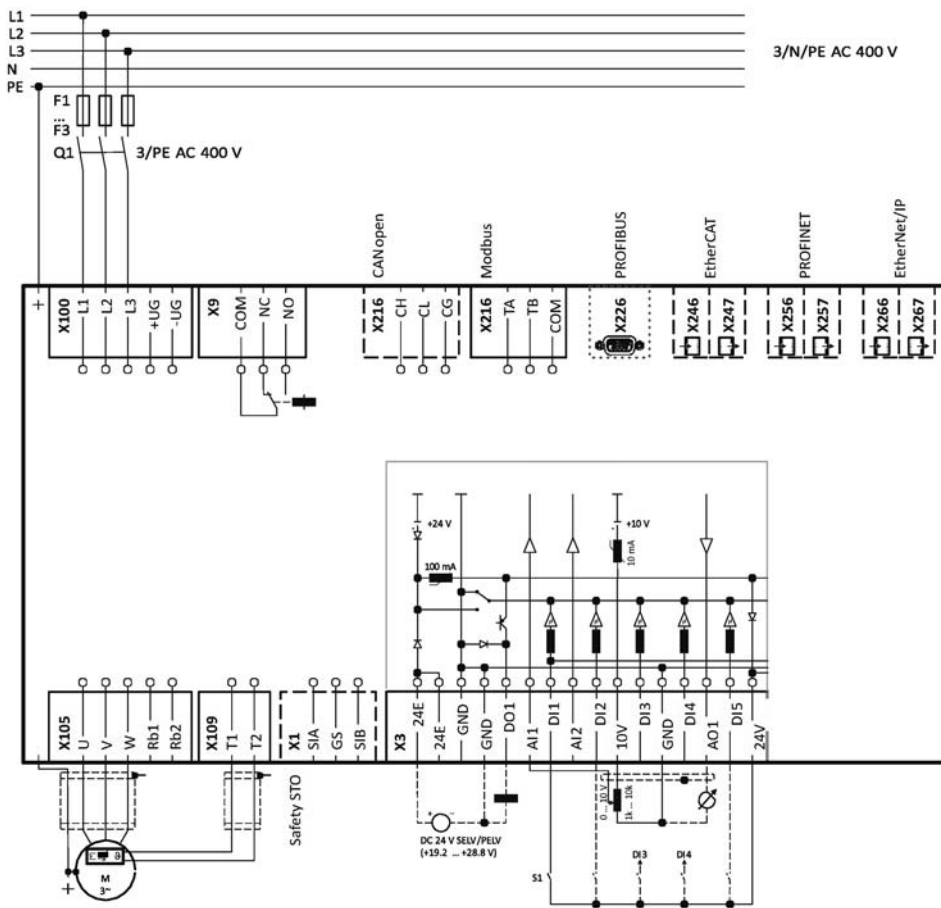 L1
L2
L3
N
PE
3/N/PE AC 400 V
F1
...
F3
Q1
3/PE AC 400 V
CANopen
Modbus
PROFIBUS
EtherCAT
PROFINET
EtherNet/IP
X100
L1
L2
L3
+UG
-UG
X9
COM
NC
NO
X216
CH
CL
CG
X216
TA
TB
COM
X226
X246
X247
X256
X257
X266
X267
+24 V
100 mA
+10 V
10 mA
X105
U
V
W
Rb1
Rb2
X109
T1
T2
X1
SIA
GS
SIB
X3
24E
24E
GND
GND
DO1
AI1
AI2
DI1
DI2
10V
DI3
GND
DI4
AO1
DI5
24V
Safety STO
M
3~
ϑ
+
−
DC 24 V SELV/PELV
(+19.2 ... +28.8 V)
0 ... 10 V
1k ... 10k
S1
DI3
DI4